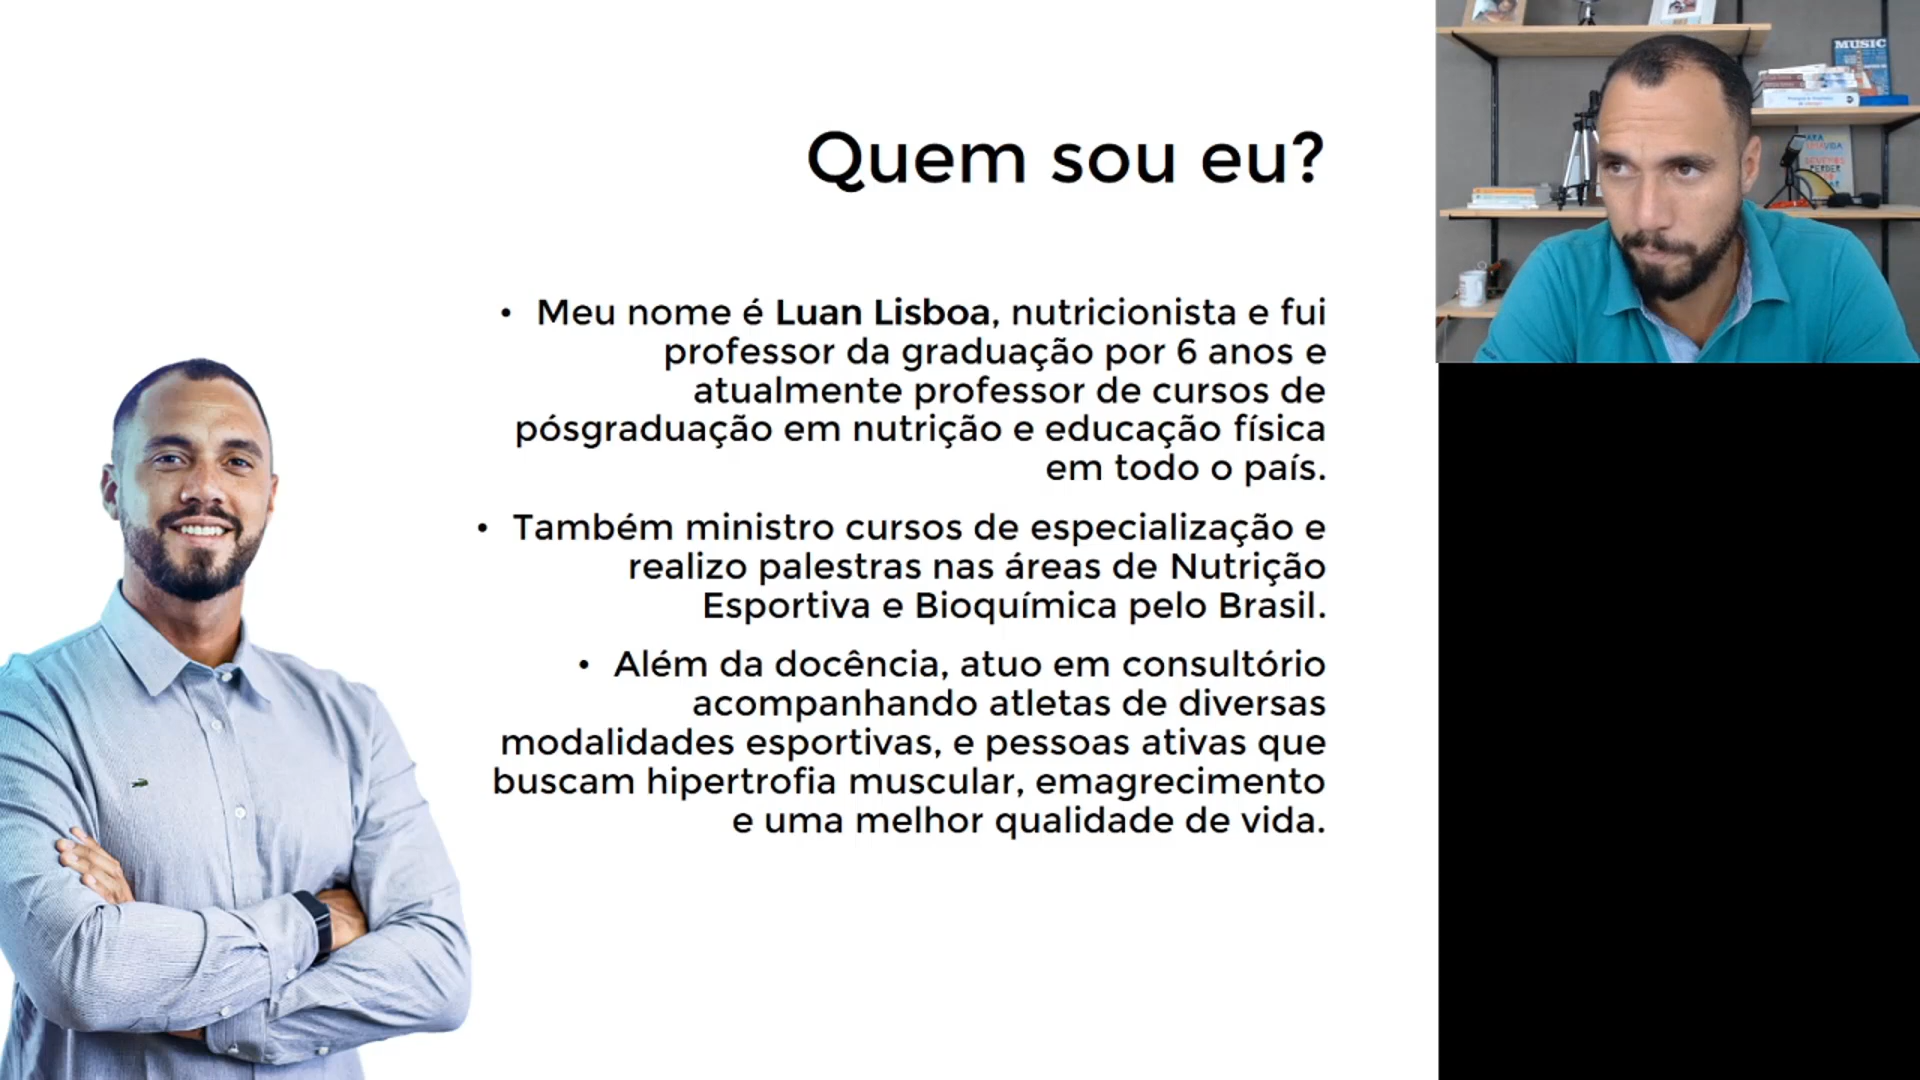 Quem sou eu?
• Meu nome é Luan Lisboa, nutricionista e fui
professor da graduação por 6 anos e
atualmente professor de cursos de
pósgraduação em nutrição e educação física
em todo o país.
• Também ministro cursos de especialização e
realizo palestras nas áreas de Nutrição
Esportiva e Bioquímica pelo Brasil.
• Além da docência, atuo em consultório
acompanhando atletas de diversas
modalidades esportivas, e pessoas ativas que
buscam hipertrofia muscular, emagrecimento
e uma melhor qualidade de vida.
MUSIC
DEVEMOS
PERDER